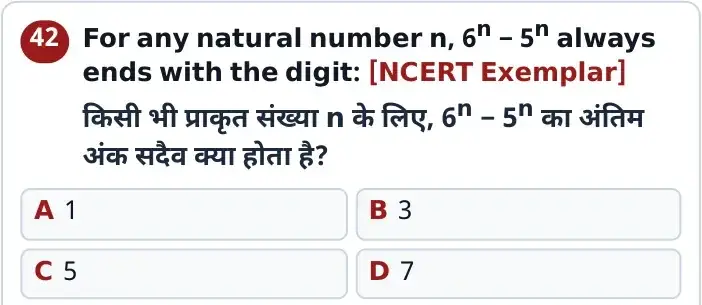 42 For any natural number n, 6ⁿ – 5ⁿ always
ends with the digit: [NCERT Exemplar]
किसी भी प्राकृत संख्या n के लिए, 6ⁿ – 5ⁿ का अंतिम
अंक सदैव क्या होता है?
A 1
B 3
C 5
D 7